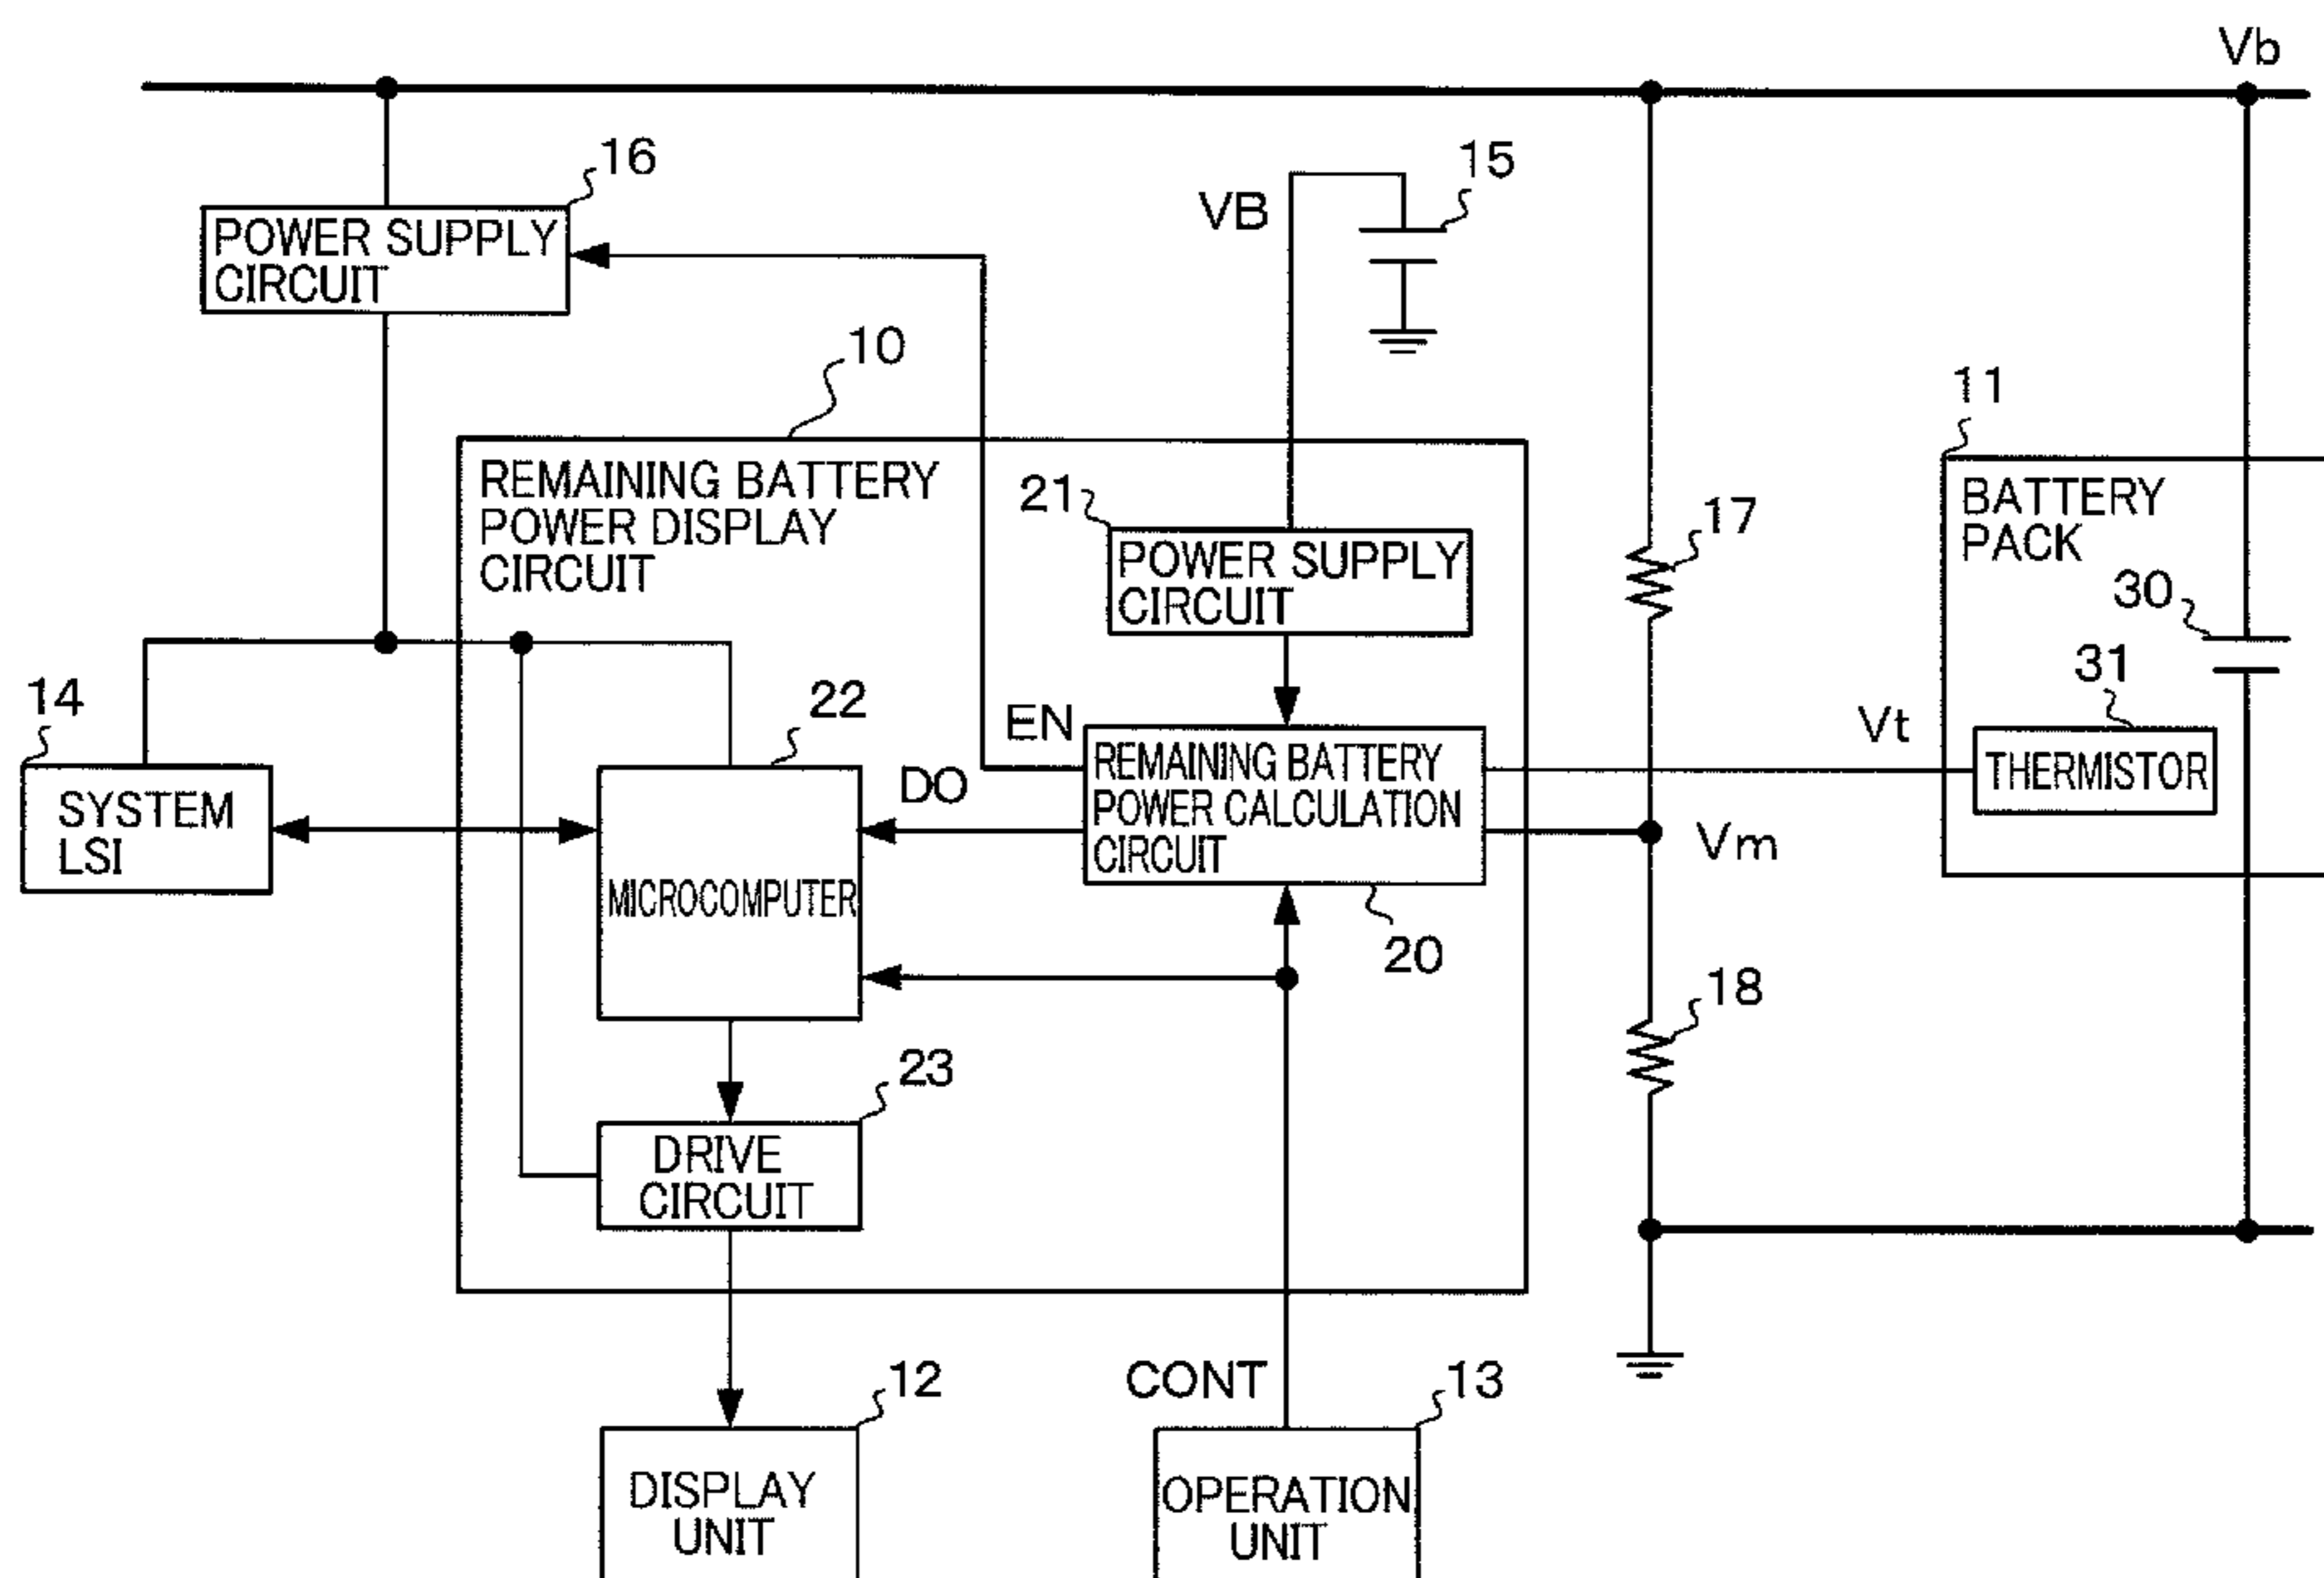 Vb
16
15
POWER SUPPLY
CIRCUIT
VB
10
11
REMAINING BATTERY
POWER DISPLAY
CIRCUIT
21
POWER SUPPLY
CIRCUIT
17
BATTERY
PACK
30
31
14
22
EN
Vt
THERMISTOR
SYSTEM
LSI
DO
REMAINING BATTERY
POWER CALCULATION
CIRCUIT
Vm
MICROCOMPUTER
20
18
23
DRIVE
CIRCUIT
12
CONT
13
DISPLAY
UNIT
OPERATION
UNIT